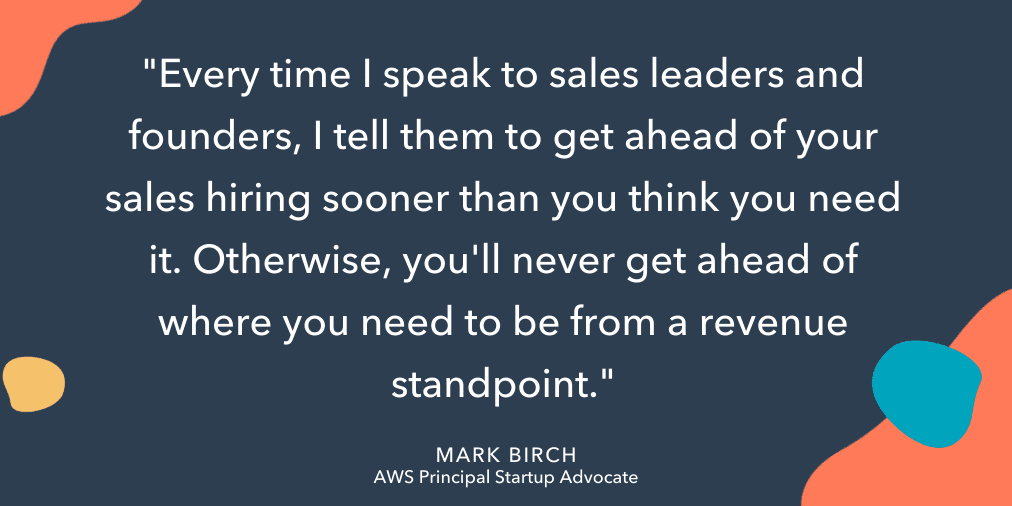 "Every time I speak to sales leaders and
founders, I tell them to get ahead of your
sales hiring sooner than you think you need
it. Otherwise, you'll never get ahead of
where you need to be from a revenue
standpoint."
MARK BIRCH
AWS Principal Startup Advocate